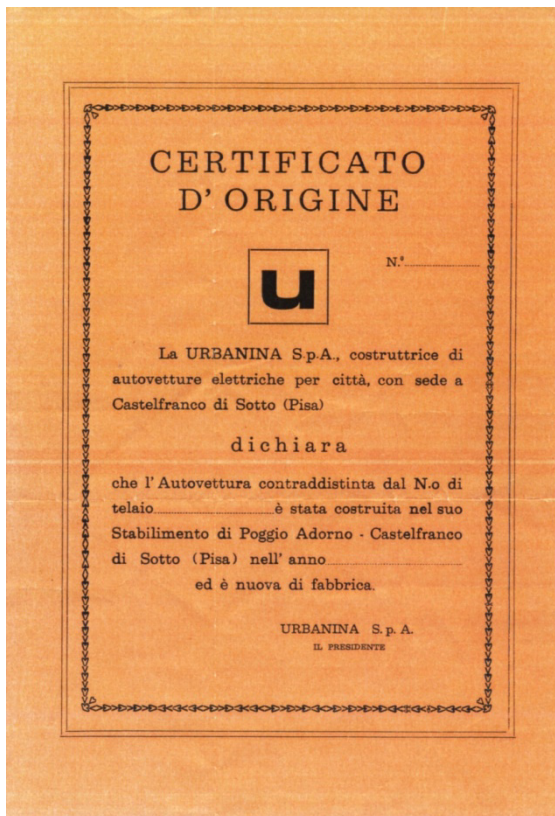 CERTIFICATO
D' ORIGINE
N.º
u
La URBANINA S.p.A., costruttrice di
autovetture elettriche per città, con sede a
Castelfranco di Sotto (Pisa)
dichiara
che l' Autovettura contraddistinta dal N.o di
telaio è stata costruita nel suo
Stabilimento di Poggio Adorno - Castelfranco
di Sotto (Pisa) nell' anno
ed è nuova di fabbrica.
URBANINA S. p. A.
IL PRESIDENTE